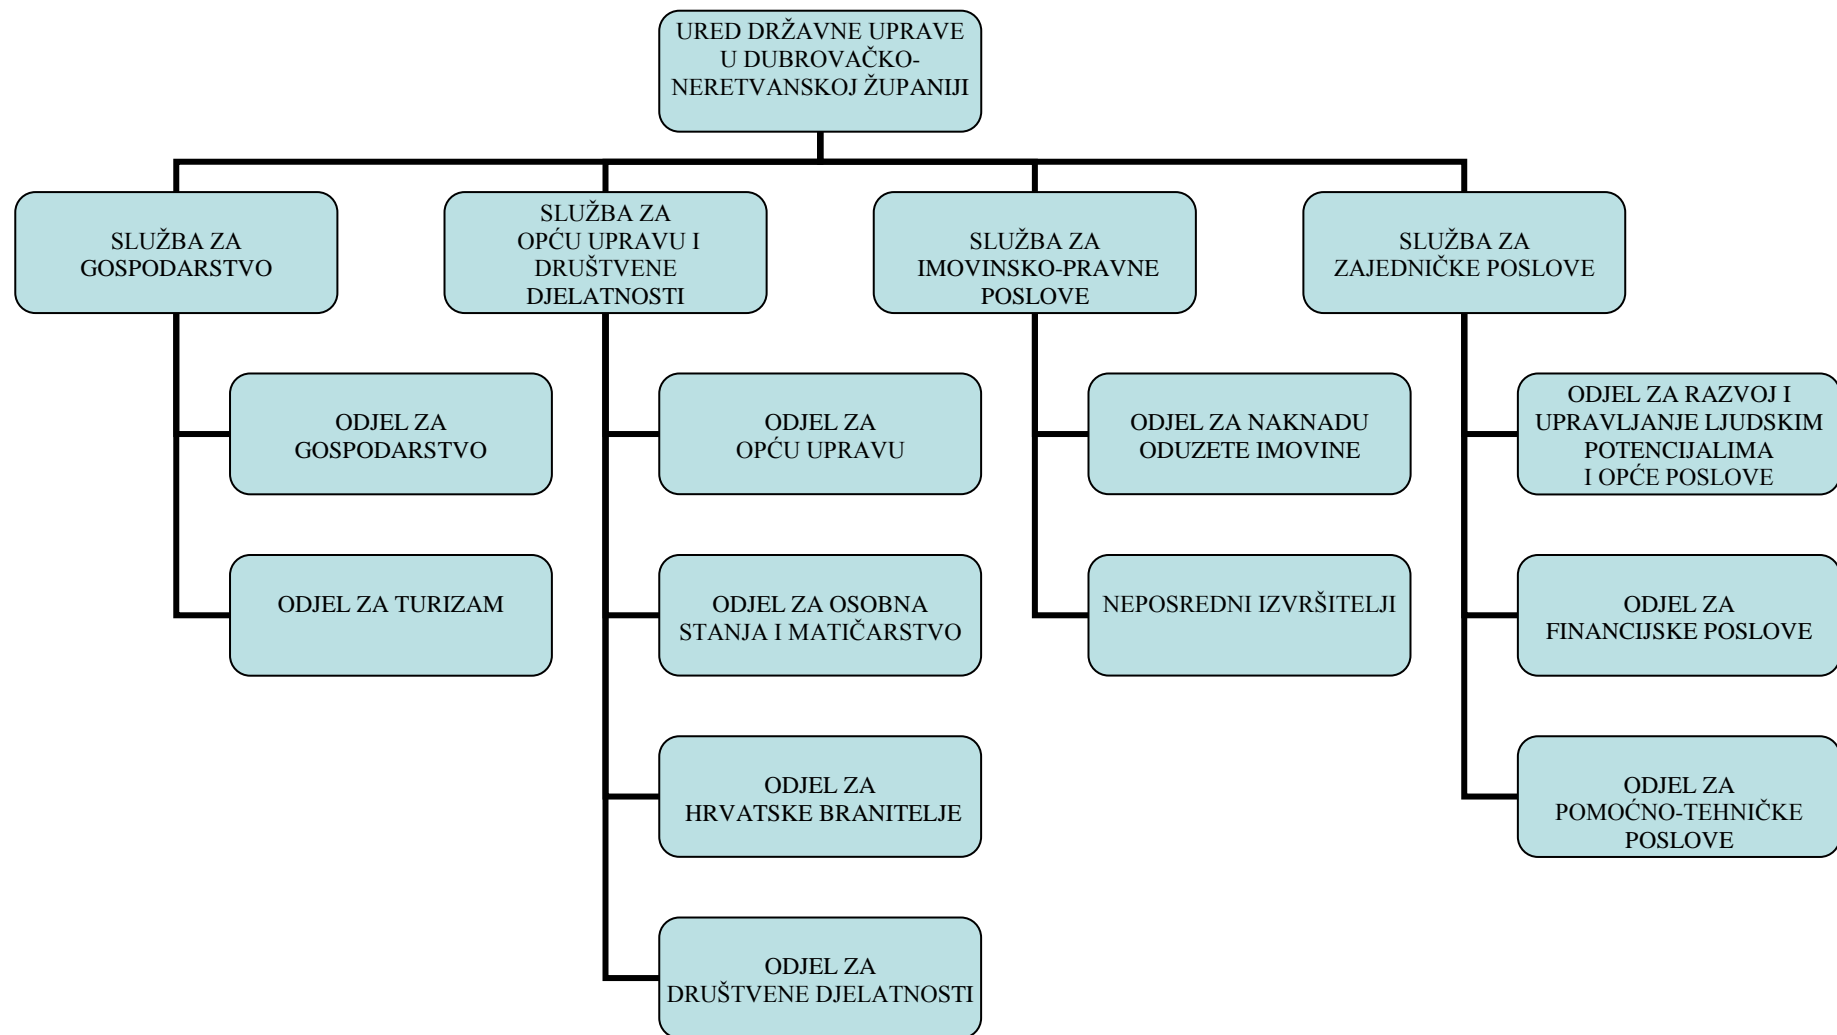 URED DRŽAVNE UPRAVE
U DUBROVAČKO-
NERETVANSKOJ ŽUPANIJI
SLUŽBA ZA
GOSPODARSTVO
SLUŽBA ZA
OPĆU UPRAVU I
DRUŠTVENE
DJELATNOSTI
SLUŽBA ZA
IMOVINSKO-PRAVNE
POSLOVE
SLUŽBA ZA
ZAJEDNIČKE POSLOVE
ODJEL ZA
GOSPODARSTVO
ODJEL ZA
OPĆU UPRAVU
ODJEL ZA NAKNADU
ODUZETE IMOVINE
ODJEL ZA RAZVOJ I
UPRAVLJANJE LJUDSKIM
POTENCIJALIMA
I OPĆE POSLOVE
ODJEL ZA TURIZAM
ODJEL ZA OSOBNA
STANJA I MATIČARSTVO
NEPOSREDNI IZVRŠITELJI
ODJEL ZA
FINANCIJSKE POSLOVE
ODJEL ZA
HRVATSKE BRANITELJE
ODJEL ZA
POMOĆNO-TEHNIČKE
POSLOVE
ODJEL ZA
DRUŠTVENE DJELATNOSTI